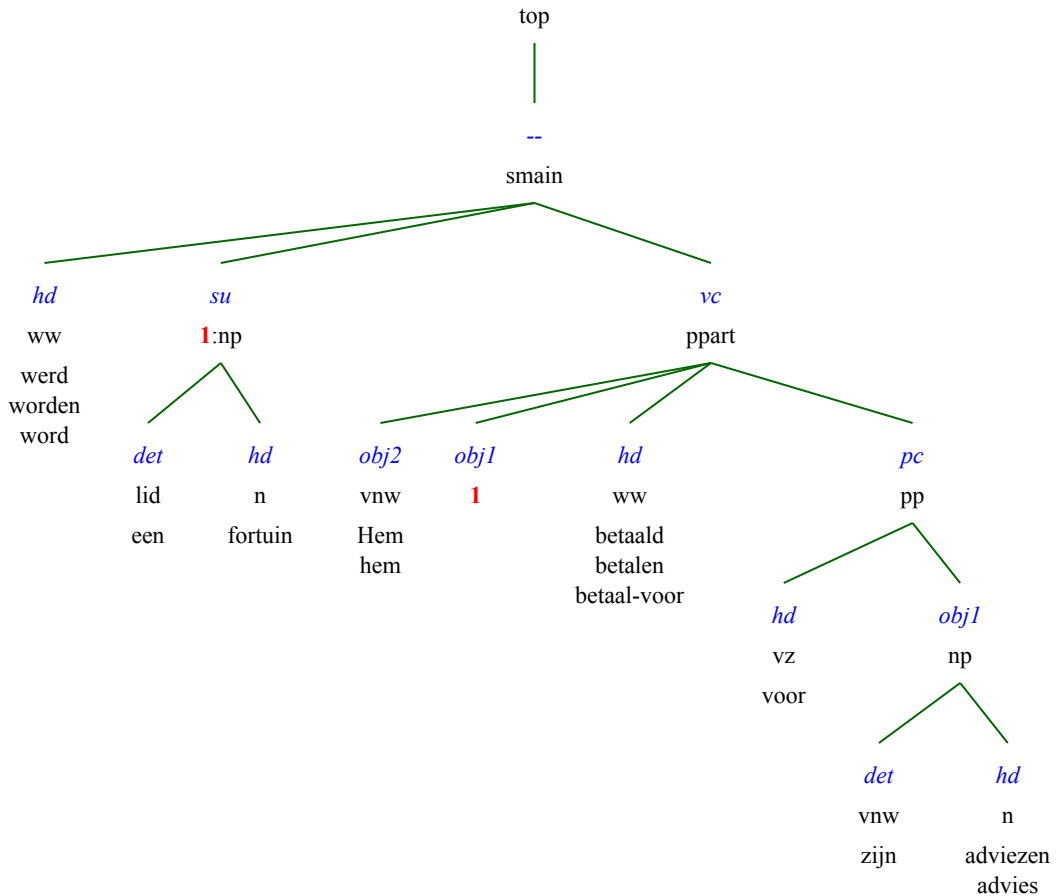 top
--
smain
hd su vc
ww 1:np ppart
werd
worden
word
det hd obj2 obj1 hd pc
lid n vnw 1 ww pp
een fortuin Hem betaald
hem betalen
betaal-voor
hd obj1
vz np
voor
det hd
vnw n
zijn adviezen
advies